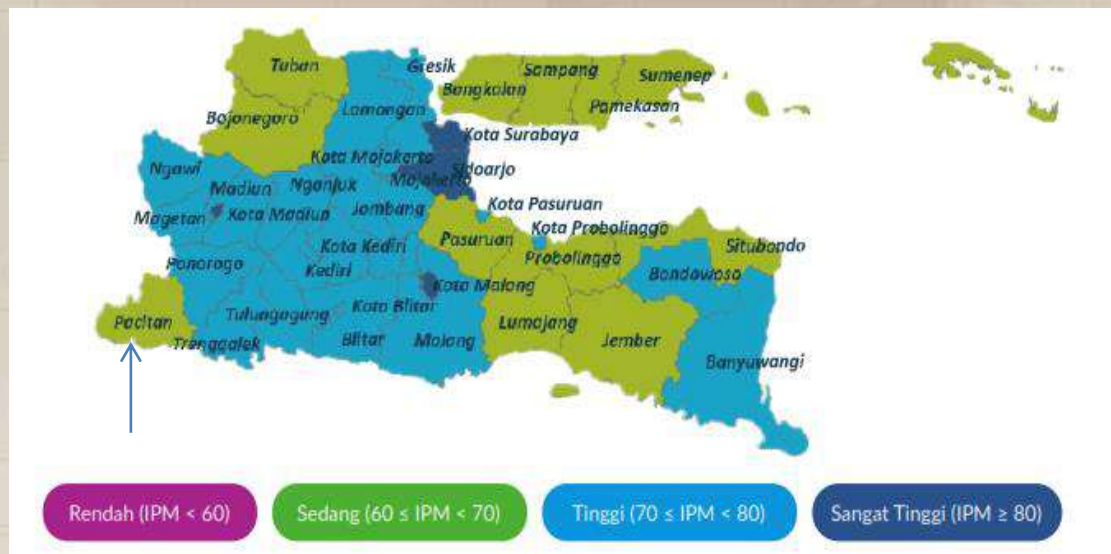 Tuban
Gresik
Sampang
Sumenep
Bangkalan
Pamekasan
Lamongan
Bojonegoro
Kota Surabaya
Kota Mojokerto
Sidoarjo
Ngawi
Mojokerto
Madiun
Nganjuk
Kota Pasuruan
Magetan
Kota Madiun
Jombang
Kota Probolinggo
Pasuruan
Situbondo
Kota Kediri
Probolinggo
Ponorogo
Kediri
Bondowoso
Kota Malang
Kota Blitar
Tulungagung
Pacitan
Lumajang
Trenggalek
Blitar
Malang
Jember
Banyuwangi
Rendah (IPM < 60)
Sedang (60 ≤ IPM < 70)
Tinggi (70 ≤ IPM < 80)
Sangat Tinggi (IPM ≥ 80)